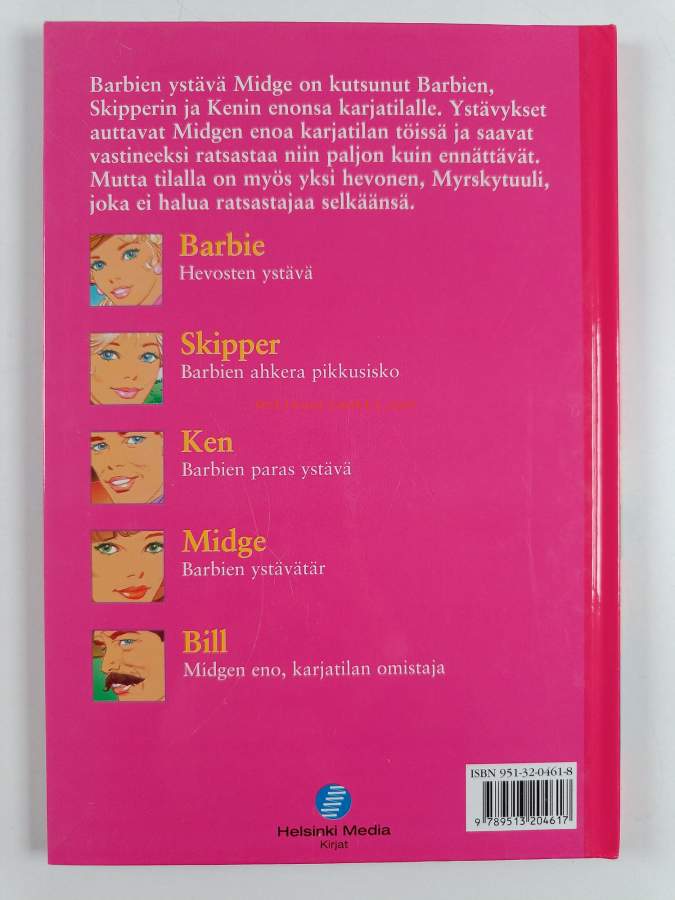 Barbien ystävä Midge on kutsunut Barbien,
Skipperin ja Kenin enonsa karjatilalle. Ystävykset
auttavat Midgen enoa karjatilan töissä ja saavat
vastineeksi ratsastaa niin paljon kuin ennättävät.
Mutta tilalla on myös yksi hevonen, Myrskytuuli,
joka ei halua ratsastajaa selkäänsä.
Barbie
Hevosten ystävä
Skipper
Barbien ahkera pikkusisko
Ken
Barbien paras ystävä
Midge
Barbien ystävätär
Bill
Midgen eno, karjatilan omistaja
ISBN 951-32-0461-8
9 789513 204617
Helsinki Media
Kirjat